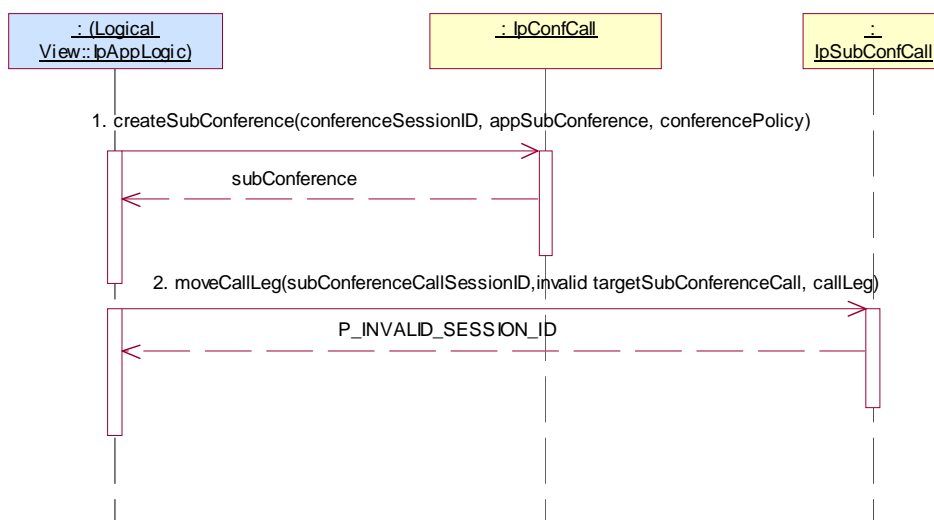 : (Logical
View::IpAppLogic)
: IpConfCall
:
IpSubConfCall
1. createSubConference(conferenceSessionID, appSubConference, conferencePolicy)
subConference
2. moveCallLeg(subConferenceCallSessionID,invalid targetSubConferenceCall, callLeg)
P_INVALID_SESSION_ID